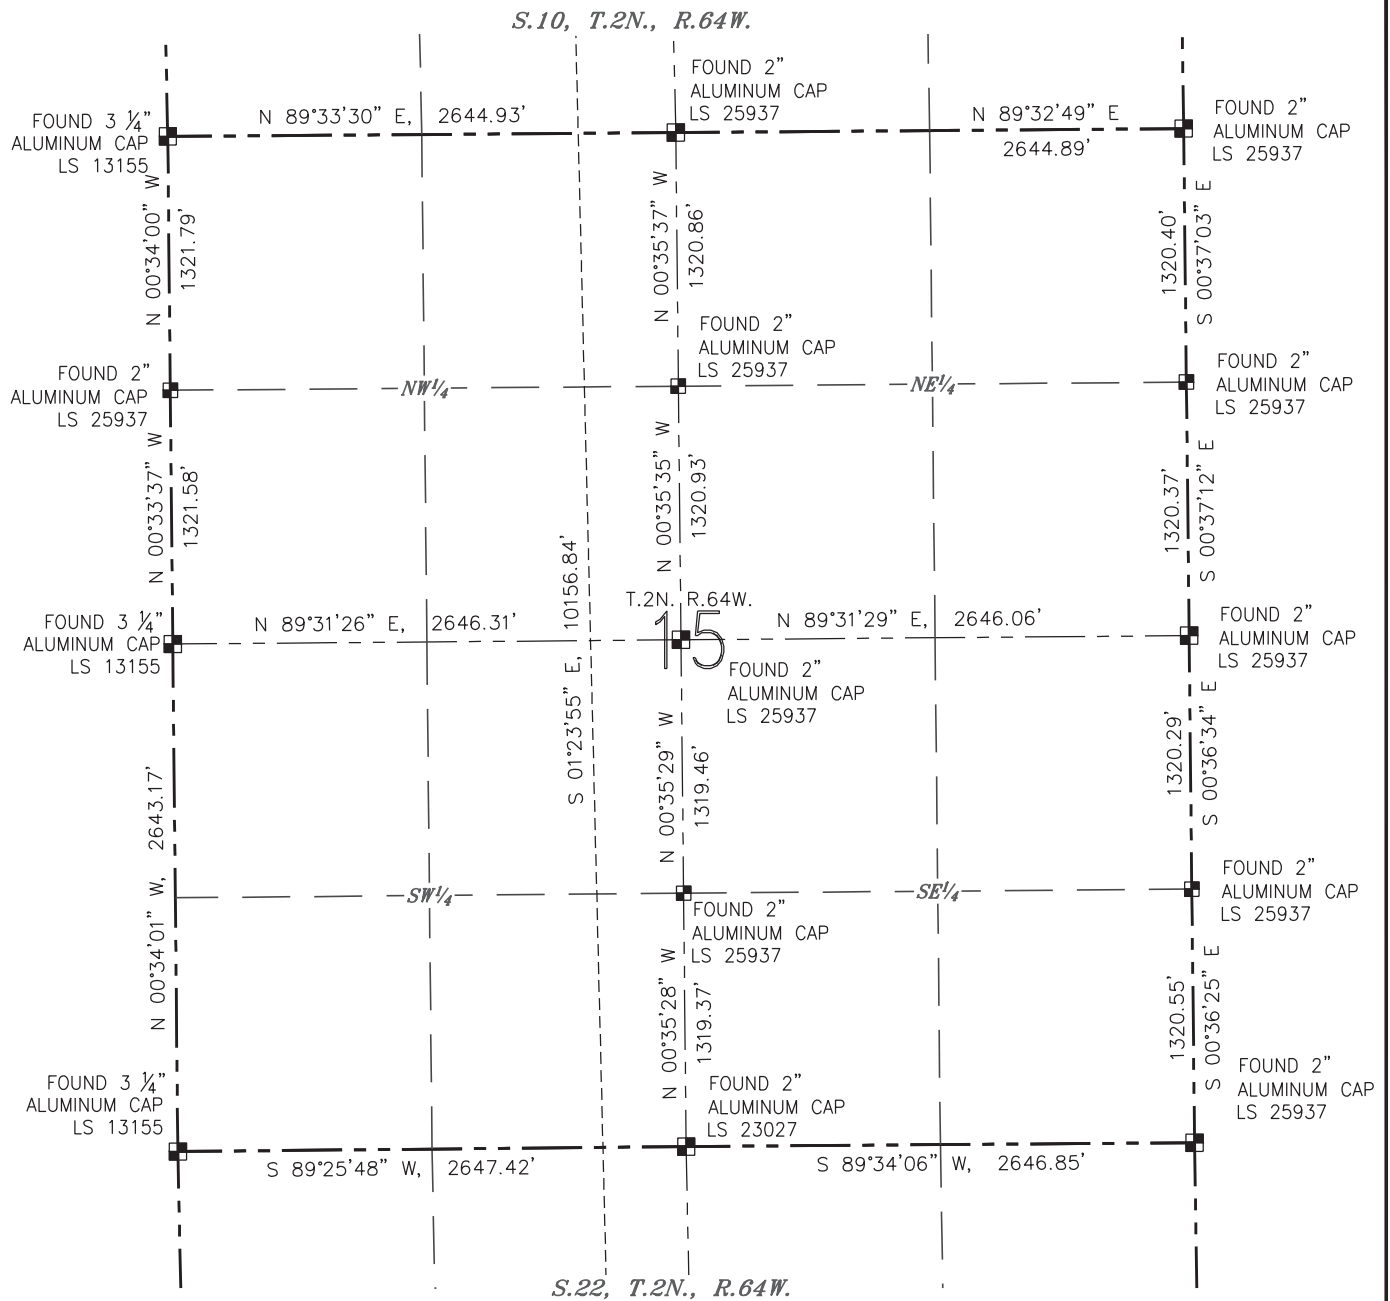 S.10, T.2N., R.64W.
FOUND 2"
ALUMINUM CAP
LS 25937
N 89°33'30" E, 2644.93'
N 89°32'49" E
2644.89'
FOUND 3 ¼"
ALUMINUM CAP
LS 13155
FOUND 2"
ALUMINUM CAP
LS 25937
N 00°34'00" W
1321.79'
N 00°35'37" W
1320.86'
1320.40'
S 00°37'03" E
FOUND 2"
ALUMINUM CAP
LS 25937
FOUND 2"
ALUMINUM CAP
LS 25937
NW¼
NE¼
FOUND 2"
ALUMINUM CAP
LS 25937
N 00°33'37" W
1321.58'
N 00°35'35" W
1320.93'
1320.37'
S 00°37'12" E
S 01°23'55" E, 10156.84'
T.2N. R.64W.
15
FOUND 3 ¼"
ALUMINUM CAP
LS 13155
N 89°31'26" E, 2646.31'
N 89°31'29" E, 2646.06'
FOUND 2"
ALUMINUM CAP
LS 25937
FOUND 2"
ALUMINUM CAP
LS 25937
N 00°34'01" W, 2643.17'
N 00°35'29" W
1319.46'
1320.29'
S 00°36'34" E
SW¼
SE¼
FOUND 2"
ALUMINUM CAP
LS 25937
FOUND 2"
ALUMINUM CAP
LS 25937
N 00°35'28" W
1319.37'
1320.55'
S 00°36'25" E
FOUND 3 ¼"
ALUMINUM CAP
LS 13155
FOUND 2"
ALUMINUM CAP
LS 23027
FOUND 2"
ALUMINUM CAP
LS 25937
S 89°25'48" W, 2647.42'
S 89°34'06" W, 2646.85'
S.22, T.2N., R.64W.